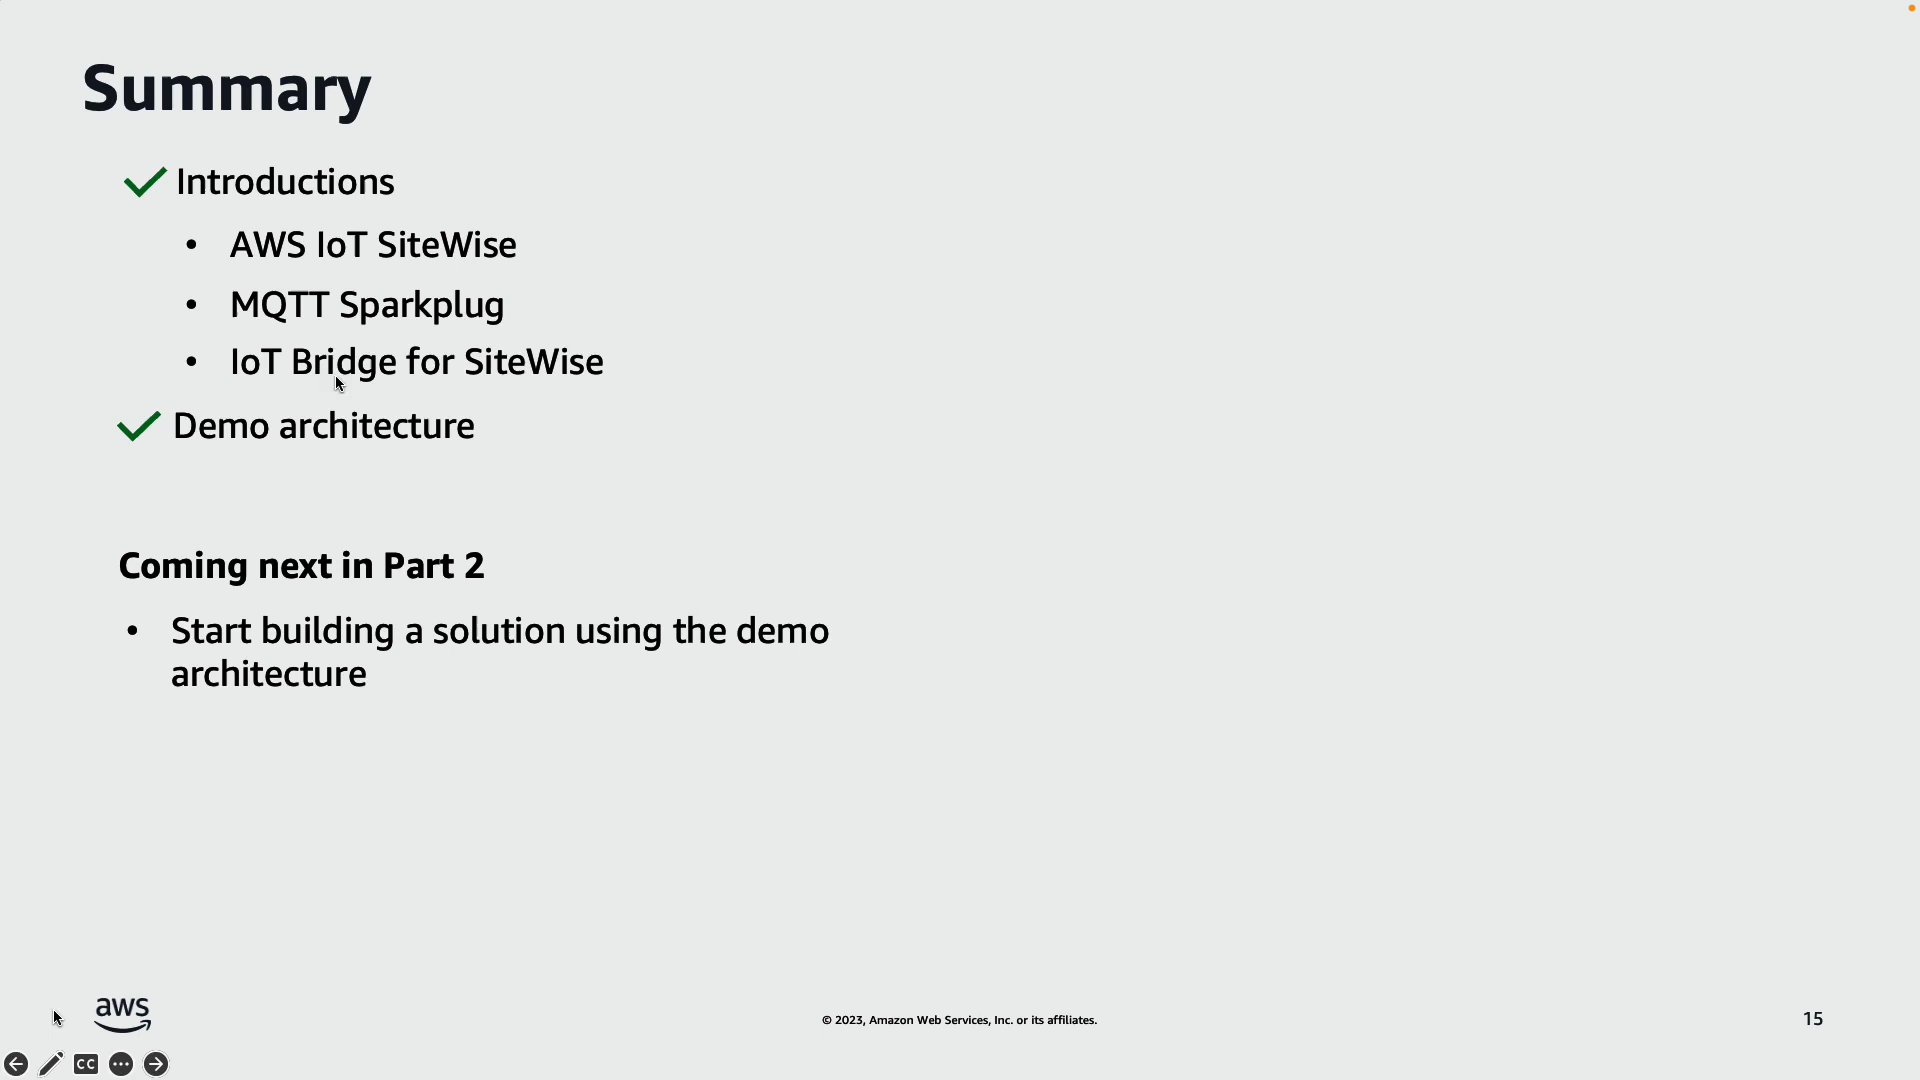 Summary
Introductions
• AWS IoT SiteWise
• MQTT Sparkplug
• IoT Bridge for SiteWise
Demo architecture
Coming next in Part 2
• Start building a solution using the demo
architecture
aws
© 2023, Amazon Web Services, Inc. or its affiliates.
15
CC